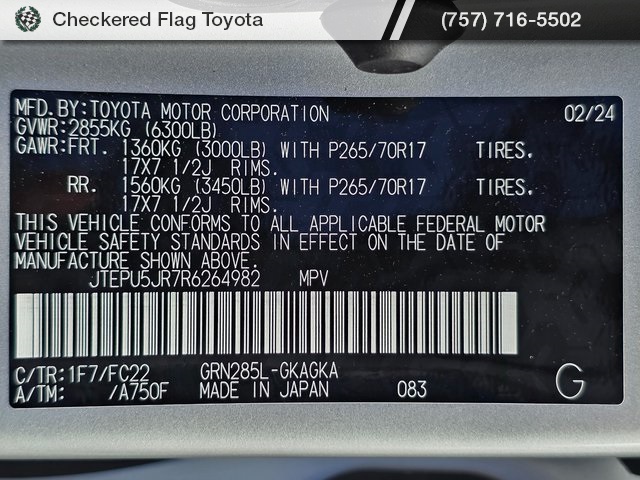 Checkered Flag Toyota
(757) 716-5502
MFD.BY:TOYOTA MOTOR CORPORATION 02/24
GVWR:2855KG (6300LB)
GAWR:FRT. 1360KG (3000LB) WITH P265/70R17 TIRES.
17X7 1/2J RIMS.
RR. 1560KG (3450LB) WITH P265/70R17 TIRES.
17X7 1/2J RIMS.
THIS VEHICLE CONFORMS TO ALL APPLICABLE FEDERAL MOTOR
VEHICLE SAFETY STANDARDS IN EFFECT ON THE DATE OF
MANUFACTURE SHOWN ABOVE.
JTEPU5JR7R6264982 MPV
C/TR:1F7/FC22 GRN285L-GKAGKA
A/TM: /A750F MADE IN JAPAN 083 G